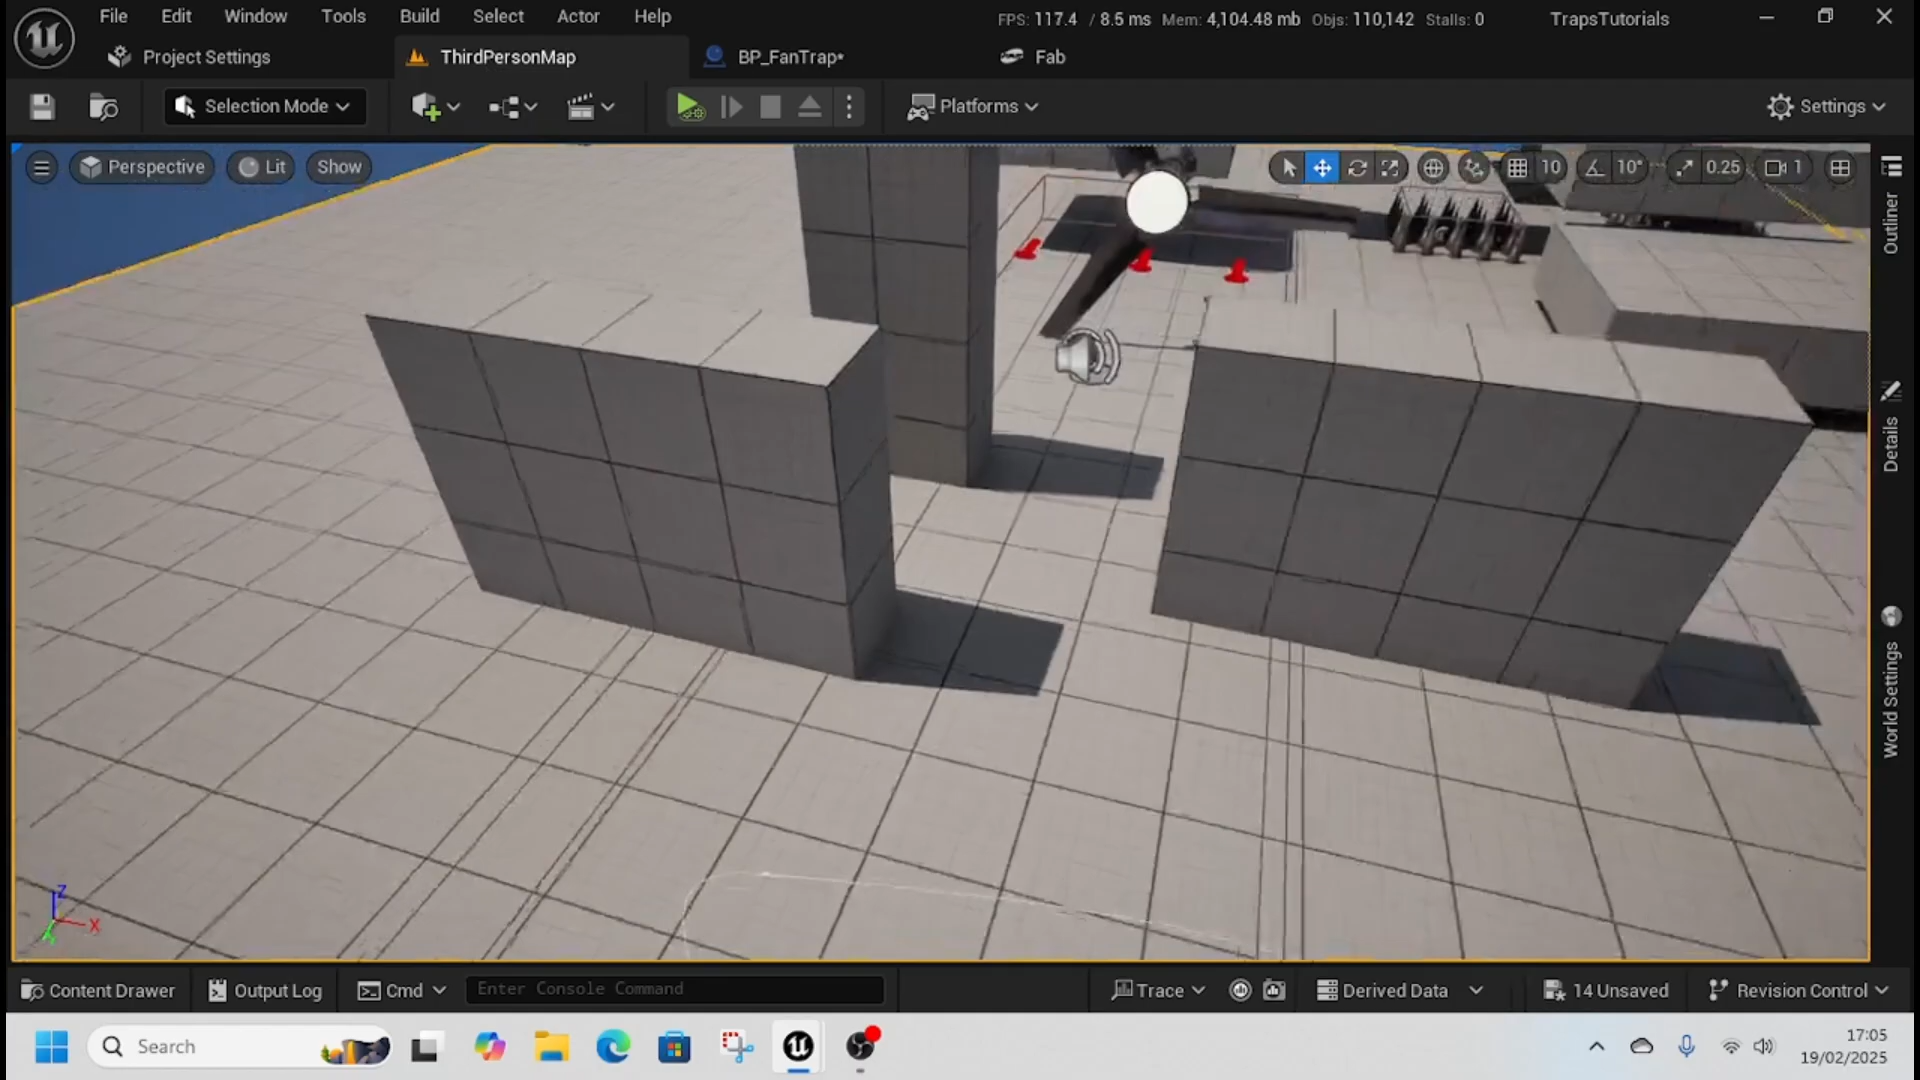 File Edit Window Tools Build Select Actor Help FPS: 117.4 / 8.5 ms Mem: 4,104.48 mb Objs: 110,142 Stalls: 0 TrapsTutorials
Project Settings ThirdPersonMap BP_FanTrap* Fab
Selection Mode Platforms Settings
Perspective Lit Show 10 10° 0.25 1
Outliner
Details
World Settings
Z
X
Content Drawer Output Log Cmd Enter Console Command Trace Derived Data 14 Unsaved Revision Control
Search
17:05
19/02/2025